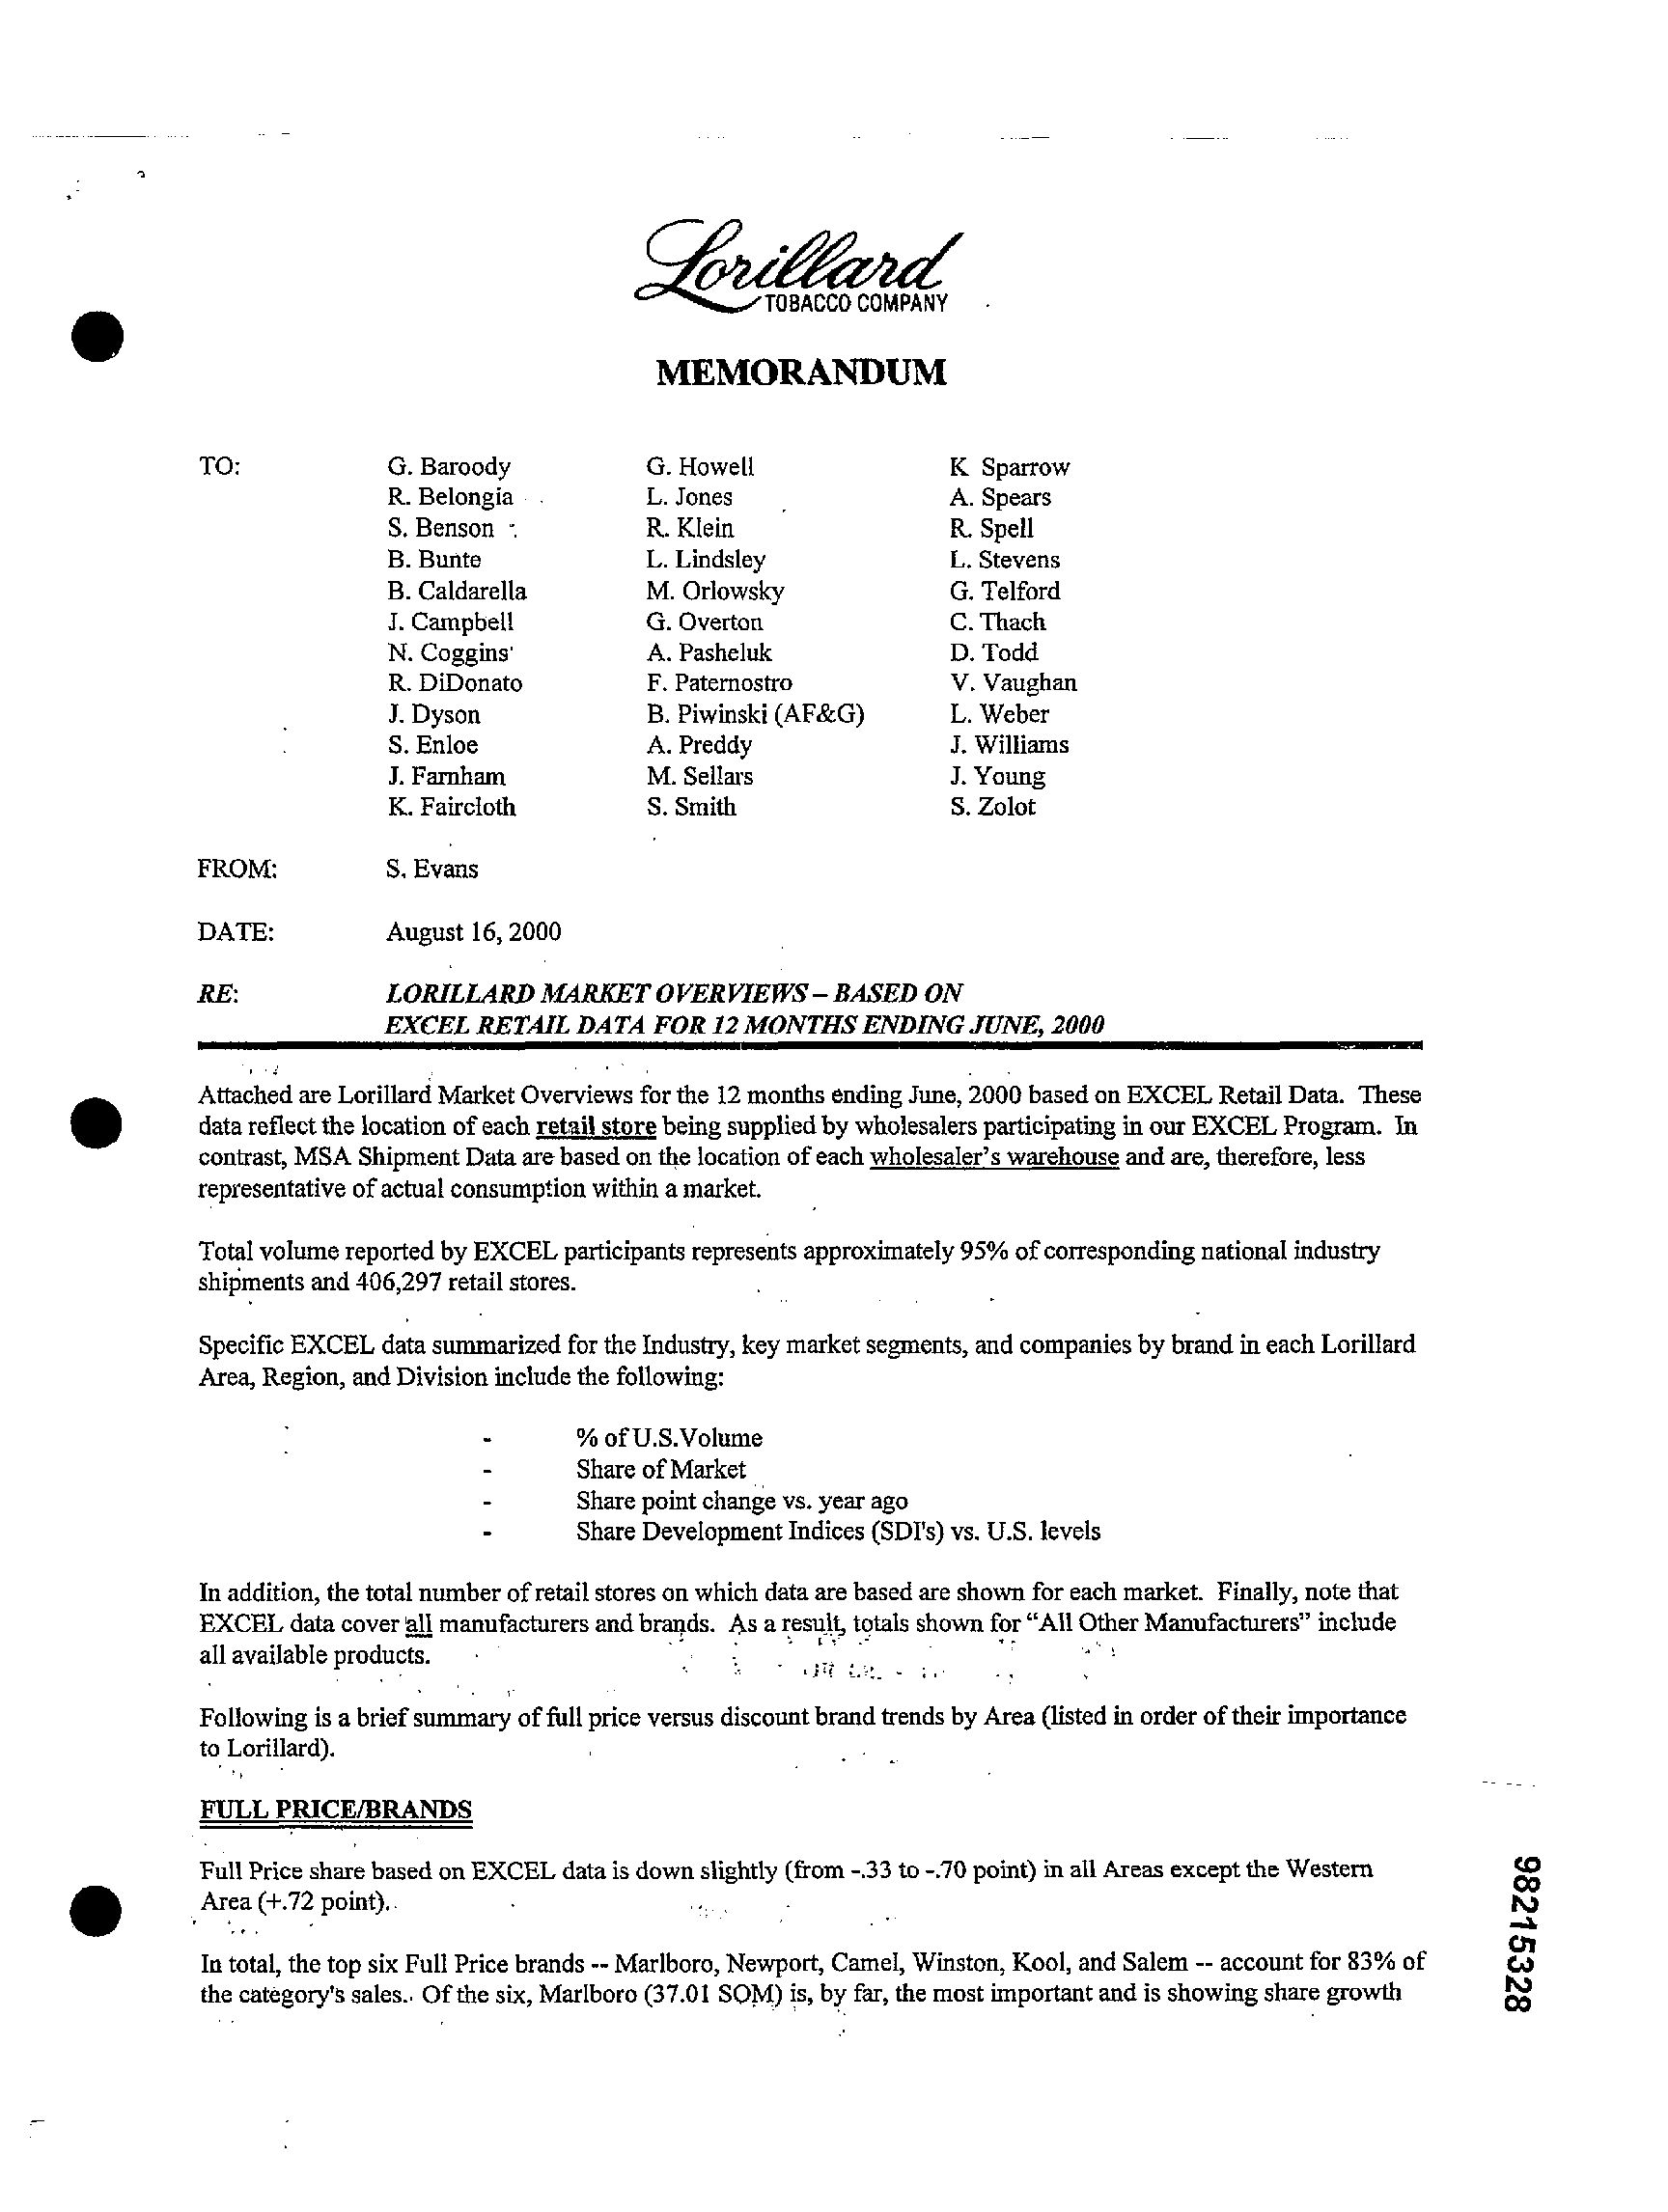 Lorillard
TOBACCO COMPANY
MEMORANDUM
TO: G. Baroody G. Howell K Sparrow
R. Belongia L. Jones A. Spears
S. Benson R. Klein R. Spell
B. Bunte L. Lindsley L. Stevens
B. Caldarella M. Orlowsky G. Telford
J. Campbell G. Overton C. Thach
N. Coggins A. Pasheluk D. Todd
R. DiDonato F. Paternostro V. Vaughan
J. Dyson B. Piwinski (AF&G) L. Weber
S. Enloe A. Preddy J. Williams
J. Farnham M. Sellars J. Young
K. Faircloth S. Smith S. Zolot
FROM: S. Evans
DATE: August 16, 2000
RE: LORILLARD MARKET OVERVIEWS – BASED ON
EXCEL RETAIL DATA FOR 12 MONTHS ENDING JUNE, 2000
Attached are Lorillard Market Overviews for the 12 months ending June, 2000 based on EXCEL Retail Data. These
data reflect the location of each retail store being supplied by wholesalers participating in our EXCEL Program. In
contrast, MSA Shipment Data are based on the location of each wholesaler's warehouse and are, therefore, less
representative of actual consumption within a market.
Total volume reported by EXCEL participants represents approximately 95% of corresponding national industry
shipments and 406,297 retail stores.
Specific EXCEL data summarized for the Industry, key market segments, and companies by brand in each Lorillard
Area, Region, and Division include the following:
- % of U.S.Volume
- Share of Market
- Share point change vs. year ago
- Share Development Indices (SDI's) vs. U.S. levels
In addition, the total number of retail stores on which data are based are shown for each market. Finally, note that
EXCEL data cover all manufacturers and brands. As a result, totals shown for “All Other Manufacturers” include
all available products.
Following is a brief summary of full price versus discount brand trends by Area (listed in order of their importance
to Lorillard).
FULL PRICE/BRANDS
Full Price share based on EXCEL data is down slightly (from -.33 to -.70 point) in all Areas except the Western
Area (+.72 point).
In total, the top six Full Price brands -- Marlboro, Newport, Camel, Winston, Kool, and Salem -- account for 83% of
the category's sales. Of the six, Marlboro (37.01 SOM) is, by far, the most important and is showing share growth
98215328